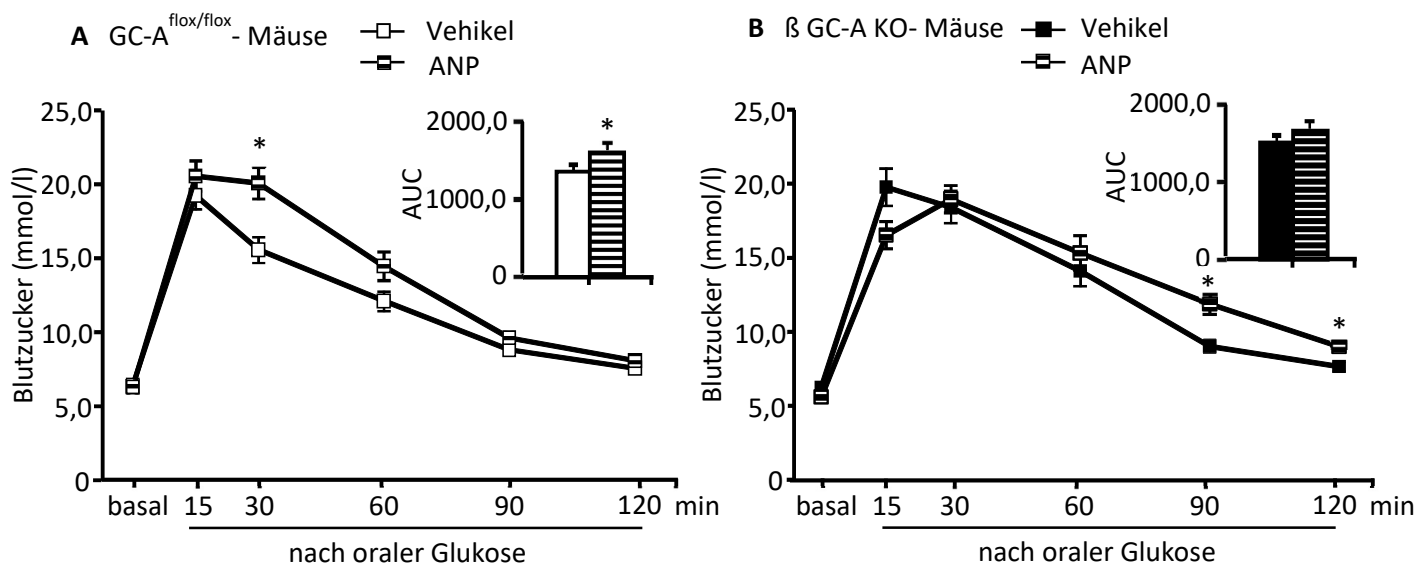 A GC-A flox/flox - Mäuse
Vehikel
ANP
25,0
20,0
15,0
10,0
5,0
0
Blutzucker (mmol/l)
*
2000,0
1000,0
0
AUC
*
basal 15 30 60 90 120 min
nach oraler Glukose
B ß GC-A KO- Mäuse
Vehikel
ANP
25,0
20,0
15,0
10,0
5,0
0
Blutzucker (mmol/l)
2000,0
1000,0
0
AUC
*
*
basal 15 30 60 90 120 min
nach oraler Glukose